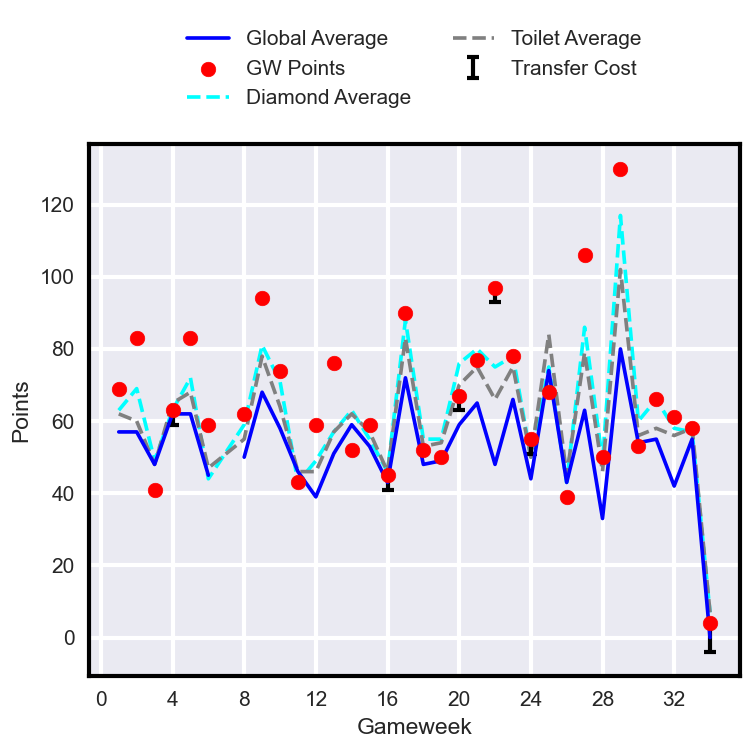 Global Average
GW Points
Diamond Average
Toilet Average
Transfer Cost
120
100
80
60
40
20
0
Points
0 4 8 12 16 20 24 28 32
Gameweek